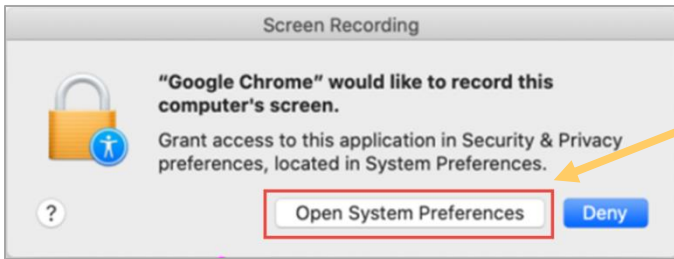 Screen Recording
“Google Chrome” would like to record this
computer's screen.
Grant access to this application in Security & Privacy
preferences, located in System Preferences.
?
Open System Preferences
Deny